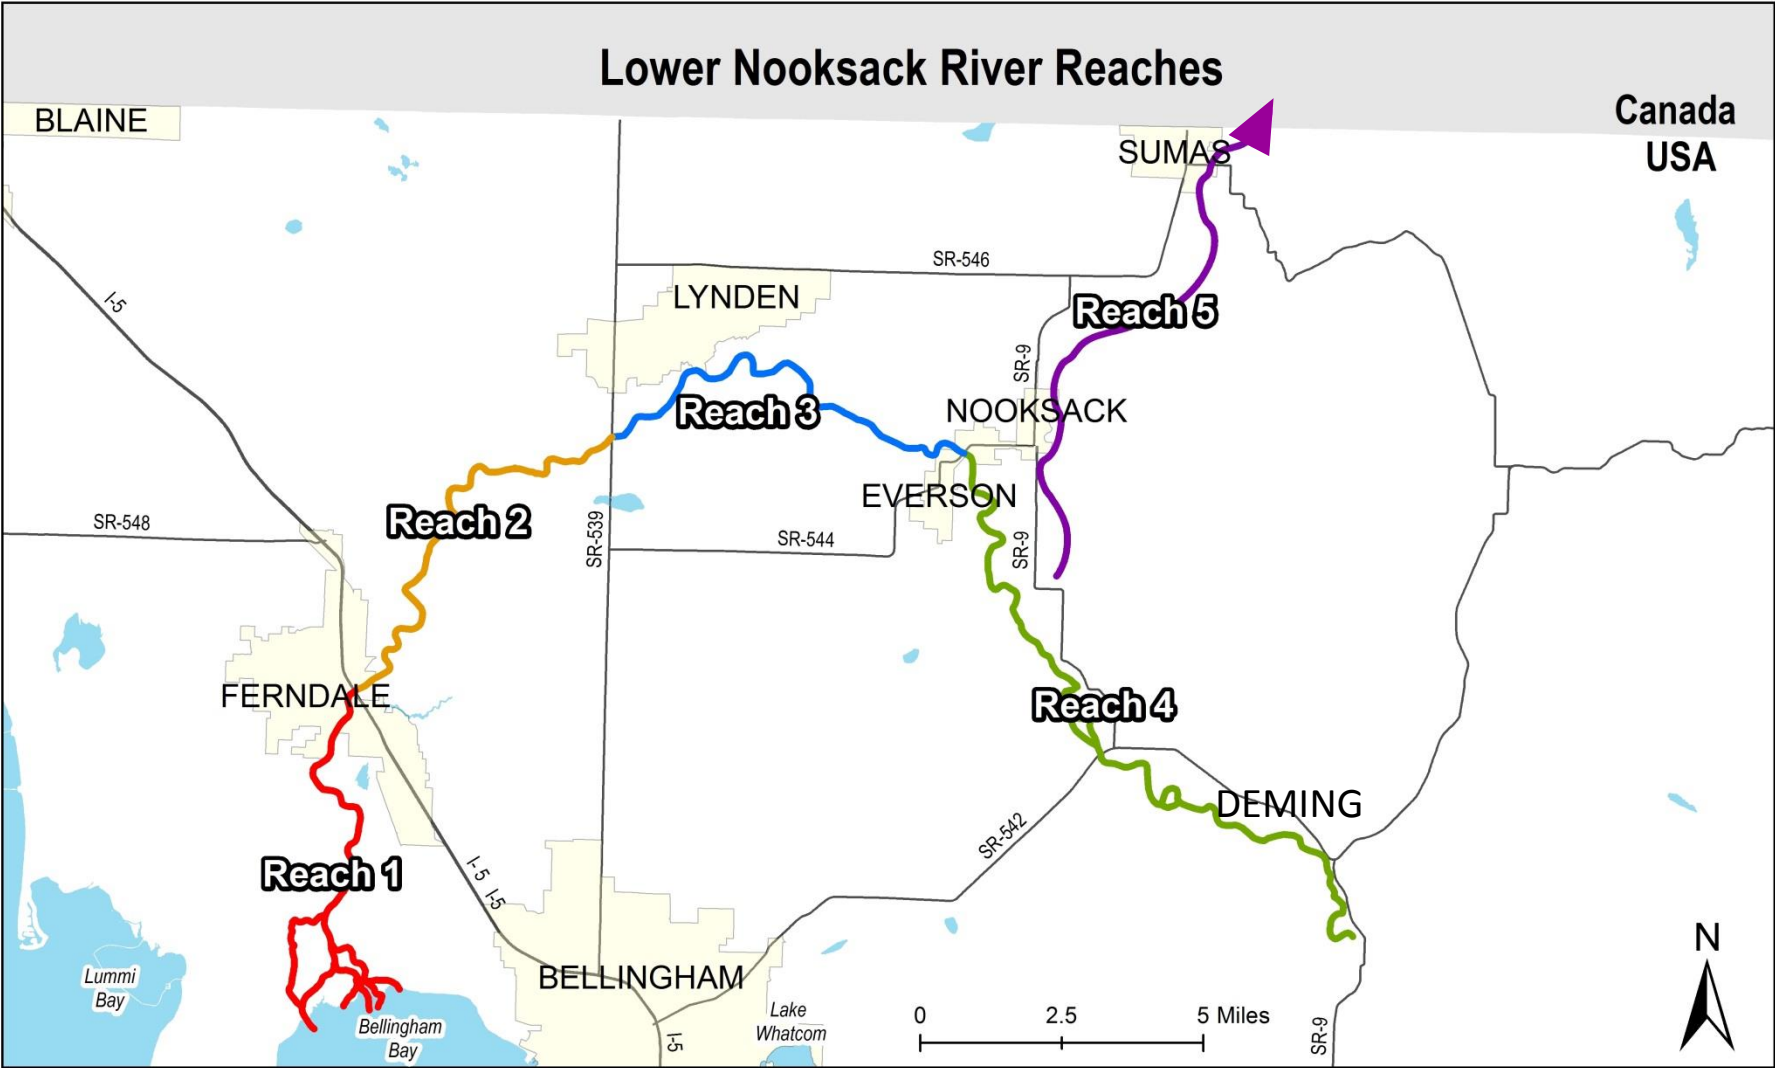 Lower Nooksack River Reaches
Canada
USA
BLAINE
SUMAS
SR-546
I-5
LYNDEN
Reach 5
SR-9
Reach 3
NOOKSACK
EVERSON
Reach 2
SR-548
SR-539
SR-544
SR-9
FERNDALE
Reach 4
DEMING
SR-542
Reach 1
I-5
I-5
N
Lummi
Bay
BELLINGHAM
Bellingham
Bay
Lake
Whatcom
0 2.5 5 Miles
I-5
SR-9